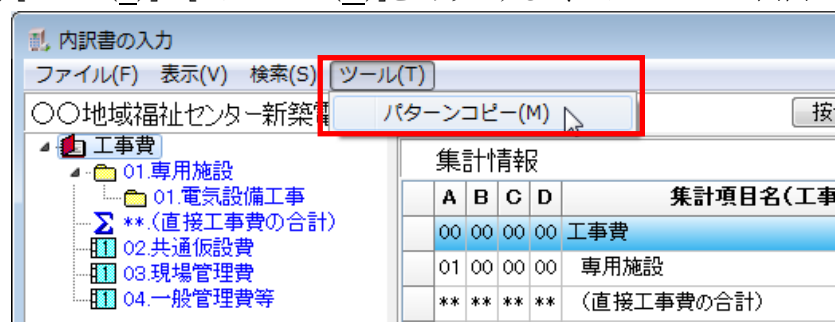 内訳書の入力
ファイル(F) 表示(V) 検索(S) ツール(T)
〇〇地域福祉センター新築
パターンコピー(M)
工事費
01.専用施設
01.電気設備工事
**.(直接工事費の合計)
02.共通仮設費
03.現場管理費
04.一般管理費等
集計情報
A B C D 集計項目名(工事
00 00 00 00 工事費
01 00 00 00 専用施設
** ** ** ** (直接工事費の合計)